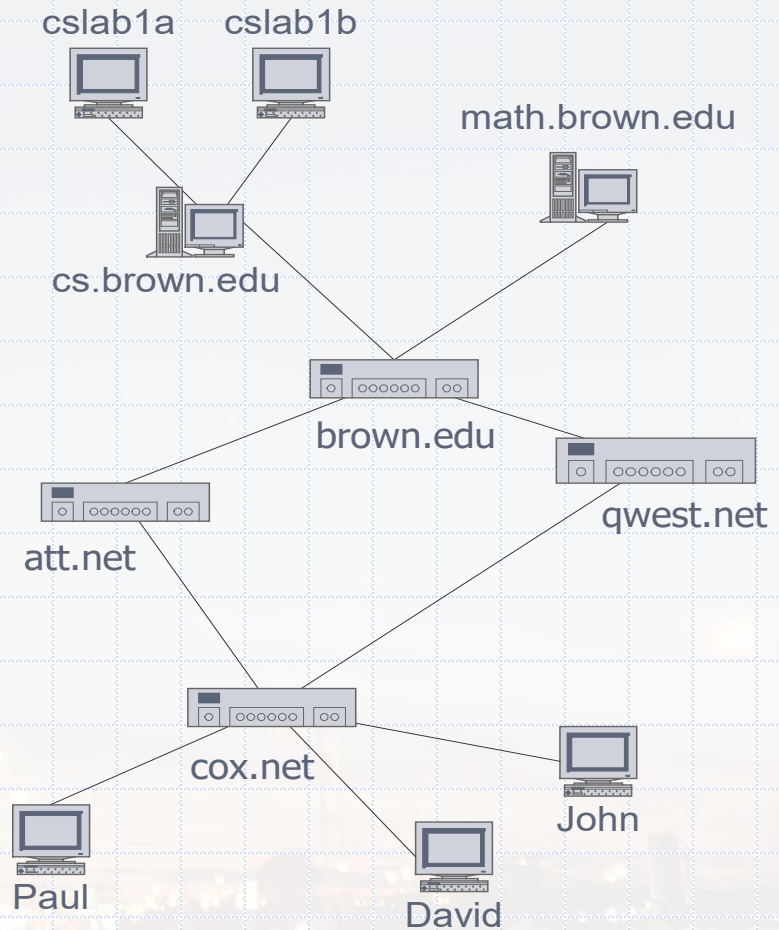 cslab1a
cslab1b
math.brown.edu
cs.brown.edu
brown.edu
qwest.net
att.net
cox.net
John
Paul
David